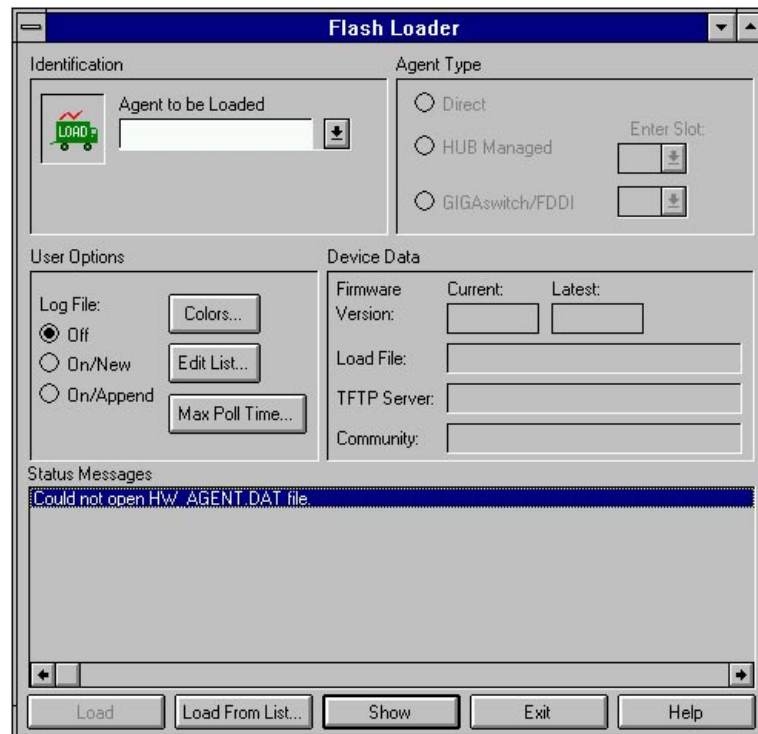 Flash Loader
Identification
LOAD
Agent to be Loaded
Agent Type
Direct
HUB Managed
Enter Slot:
GIGAswitch/FDDI
User Options
Log File:
Off
On/New
On/Append
Colors...
Edit List...
Max Poll Time...
Device Data
Firmware Current: Latest:
Version:
Load File:
TFTP Server:
Community:
Status Messages
Could not open HW_AGENT.DAT file.
Load Load From List... Show Exit Help